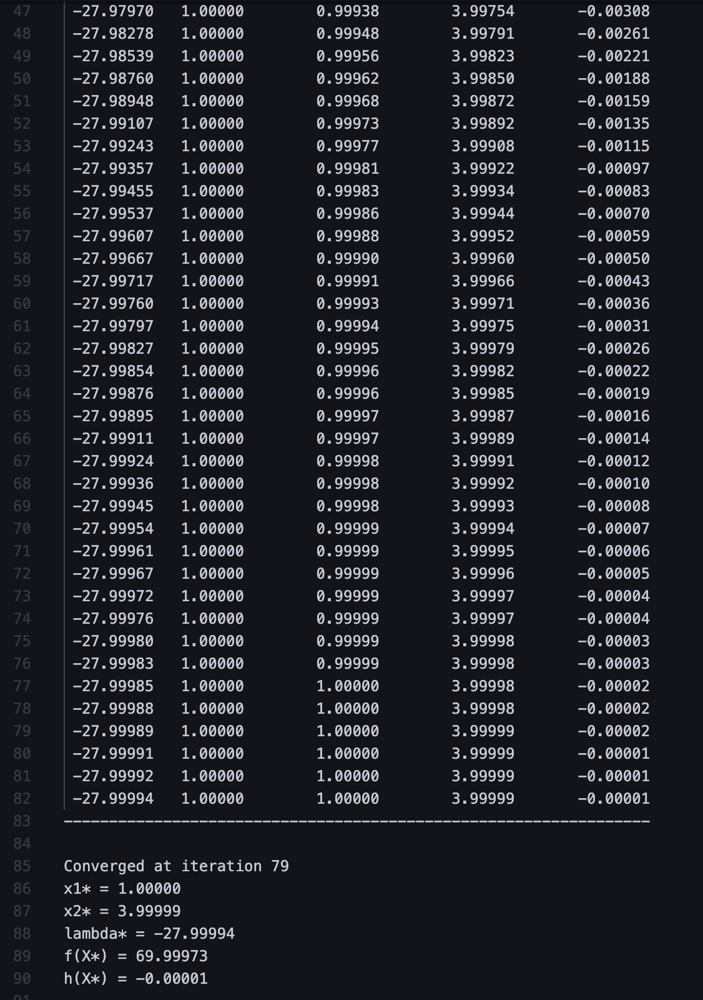 47 -27.97970 1.00000 0.99938 3.99754 -0.00308
48 -27.98278 1.00000 0.99948 3.99791 -0.00261
49 -27.98539 1.00000 0.99956 3.99823 -0.00221
50 -27.98760 1.00000 0.99962 3.99850 -0.00188
51 -27.98948 1.00000 0.99968 3.99872 -0.00159
52 -27.99107 1.00000 0.99973 3.99892 -0.00135
53 -27.99243 1.00000 0.99977 3.99908 -0.00115
54 -27.99357 1.00000 0.99981 3.99922 -0.00097
55 -27.99455 1.00000 0.99983 3.99934 -0.00083
56 -27.99537 1.00000 0.99986 3.99944 -0.00070
57 -27.99607 1.00000 0.99988 3.99952 -0.00059
58 -27.99667 1.00000 0.99990 3.99960 -0.00050
59 -27.99717 1.00000 0.99991 3.99966 -0.00043
60 -27.99760 1.00000 0.99993 3.99971 -0.00036
61 -27.99797 1.00000 0.99994 3.99975 -0.00031
62 -27.99827 1.00000 0.99995 3.99979 -0.00026
63 -27.99854 1.00000 0.99996 3.99982 -0.00022
64 -27.99876 1.00000 0.99996 3.99985 -0.00019
65 -27.99895 1.00000 0.99997 3.99987 -0.00016
66 -27.99911 1.00000 0.99997 3.99989 -0.00014
67 -27.99924 1.00000 0.99998 3.99991 -0.00012
68 -27.99936 1.00000 0.99998 3.99992 -0.00010
69 -27.99945 1.00000 0.99998 3.99993 -0.00008
70 -27.99954 1.00000 0.99999 3.99994 -0.00007
71 -27.99961 1.00000 0.99999 3.99995 -0.00006
72 -27.99967 1.00000 0.99999 3.99996 -0.00005
73 -27.99972 1.00000 0.99999 3.99997 -0.00004
74 -27.99976 1.00000 0.99999 3.99997 -0.00004
75 -27.99980 1.00000 0.99999 3.99998 -0.00003
76 -27.99983 1.00000 0.99999 3.99998 -0.00003
77 -27.99985 1.00000 1.00000 3.99998 -0.00002
78 -27.99988 1.00000 1.00000 3.99998 -0.00002
79 -27.99989 1.00000 1.00000 3.99999 -0.00002
80 -27.99991 1.00000 1.00000 3.99999 -0.00001
81 -27.99992 1.00000 1.00000 3.99999 -0.00001
82 -27.99994 1.00000 1.00000 3.99999 -0.00001
83 -----------------------------------------------------------------
84
85 Converged at iteration 79
86 x1* = 1.00000
87 x2* = 3.99999
88 lambda* = -27.99994
89 f(X*) = 69.99973
90 h(X*) = -0.00001
91